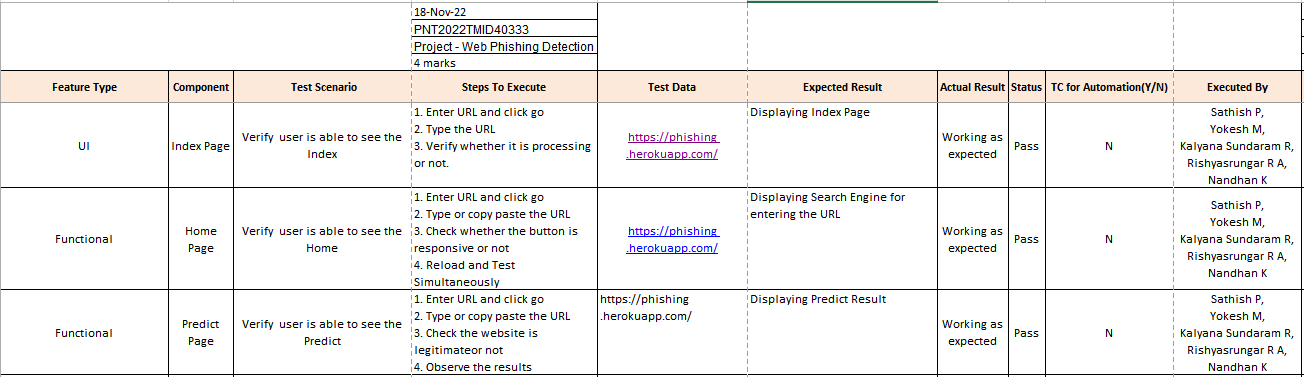 18-Nov-22
PNT2022TMID40333
Project - Web Phishing Detection
4 marks
Feature Type Component Test Scenario Steps To Execute Test Data Expected Result Actual Result Status TC for Automation(Y/N) Executed By
UI
Index Page
Verify user is able to see the
Index
1. Enter URL and click go
2. Type the URL
3. Verify whether it is processing
or not.
https://phishing
.herokuapp.com/
Displaying Index Page
Working as
expected
Pass
N
Sathish P,
Yokesh M,
Kalyana Sundaram R,
Rishyasrungar R A,
Nandhan K
Functional
Home
Page
Verify user is able to see the
Home
1. Enter URL and click go
2. Type or copy paste the URL
3. Check whether the button is
responsive or not
4. Reload and Test
Simultaneously
https://phishing
.herokuapp.com/
Displaying Search Engine for
entering the URL
Working as
expected
Pass
N
Sathish P,
Yokesh M,
Kalyana Sundaram R,
Rishyasrungar R A,
Nandhan K
Functional
Predict
Page
Verify user is able to see the
Predict
1. Enter URL and click go
2. Type or copy paste the URL
3. Check the website is
legitimateor not
4. Observe the results
https://phishing
.herokuapp.com/
Displaying Predict Result
Working as
expected
Pass
N
Sathish P,
Yokesh M,
Kalyana Sundaram R,
Rishyasrungar R A,
Nandhan K